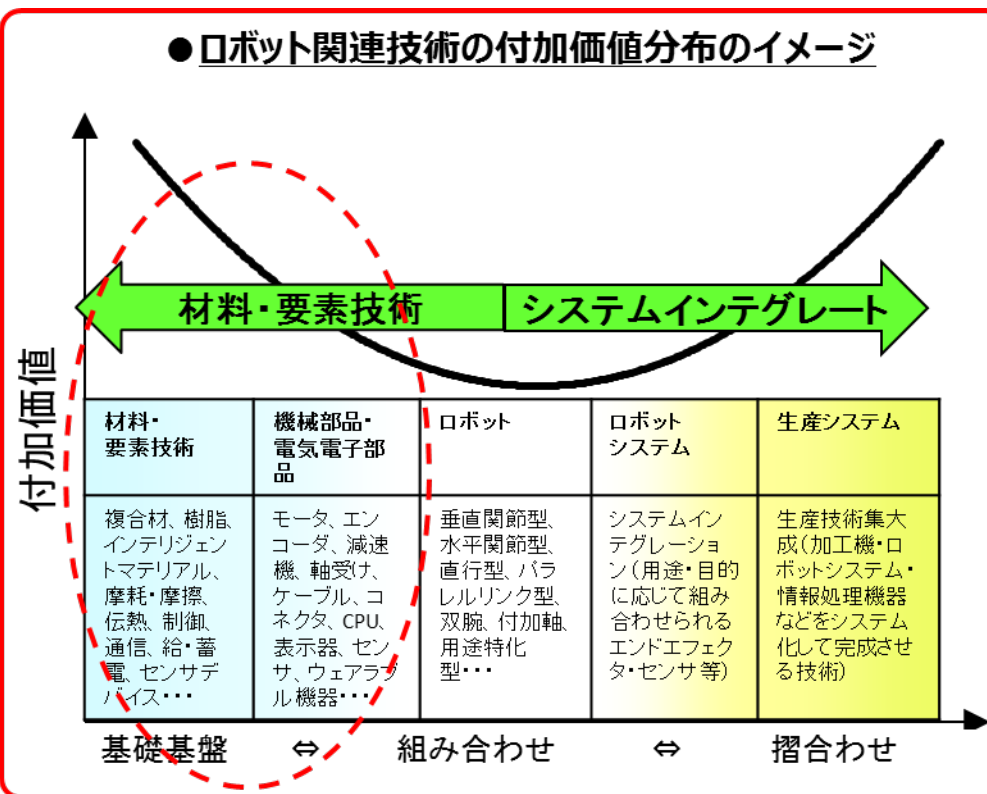 ●ロボット関連技術の付加価値分布のイメージ
材料・要素技術
システムインテグレート
付加価値
材料・
要素技術
機械部品・
電気電子部
品
ロボット
ロボット
システム
生産システム
複合材、樹脂、
インテリジェン
トマテリアル、
摩耗・摩擦、
伝熱、制御、
通信、給・蓄
電、センサデ
バイス・・・
モータ、エン
コーダ、減速
機、軸受け、
ケーブル、コ
ネクタ、CPU、
表示器、セン
サ、ウェアラブ
ル機器・・・
垂直関節型、
水平関節型、
直行型、パラ
レルリンク型、
双腕、付加軸、
用途特化
型・・・
システムイン
テグレーショ
ン(用途・目的
に応じて組み
合わせられる
エンドエフェク
タ・センサ等)
生産技術集大
成(加工機・ロ
ボットシステム・
情報処理機器
などをシステム
化して完成させ
る技術)
基礎基盤 ⇔ 組み合わせ ⇔ 摺合わせ